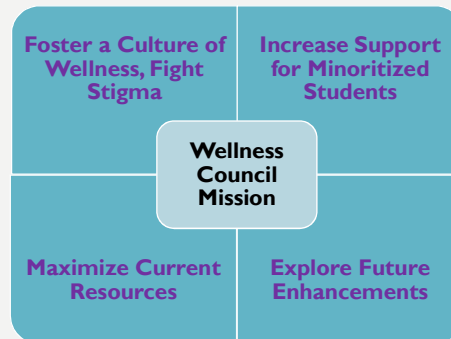 Foster a Culture of
Wellness, Fight
Stigma
Increase Support
for Minoritized
Students
Wellness
Council
Mission
Maximize Current
Resources
Explore Future
Enhancements